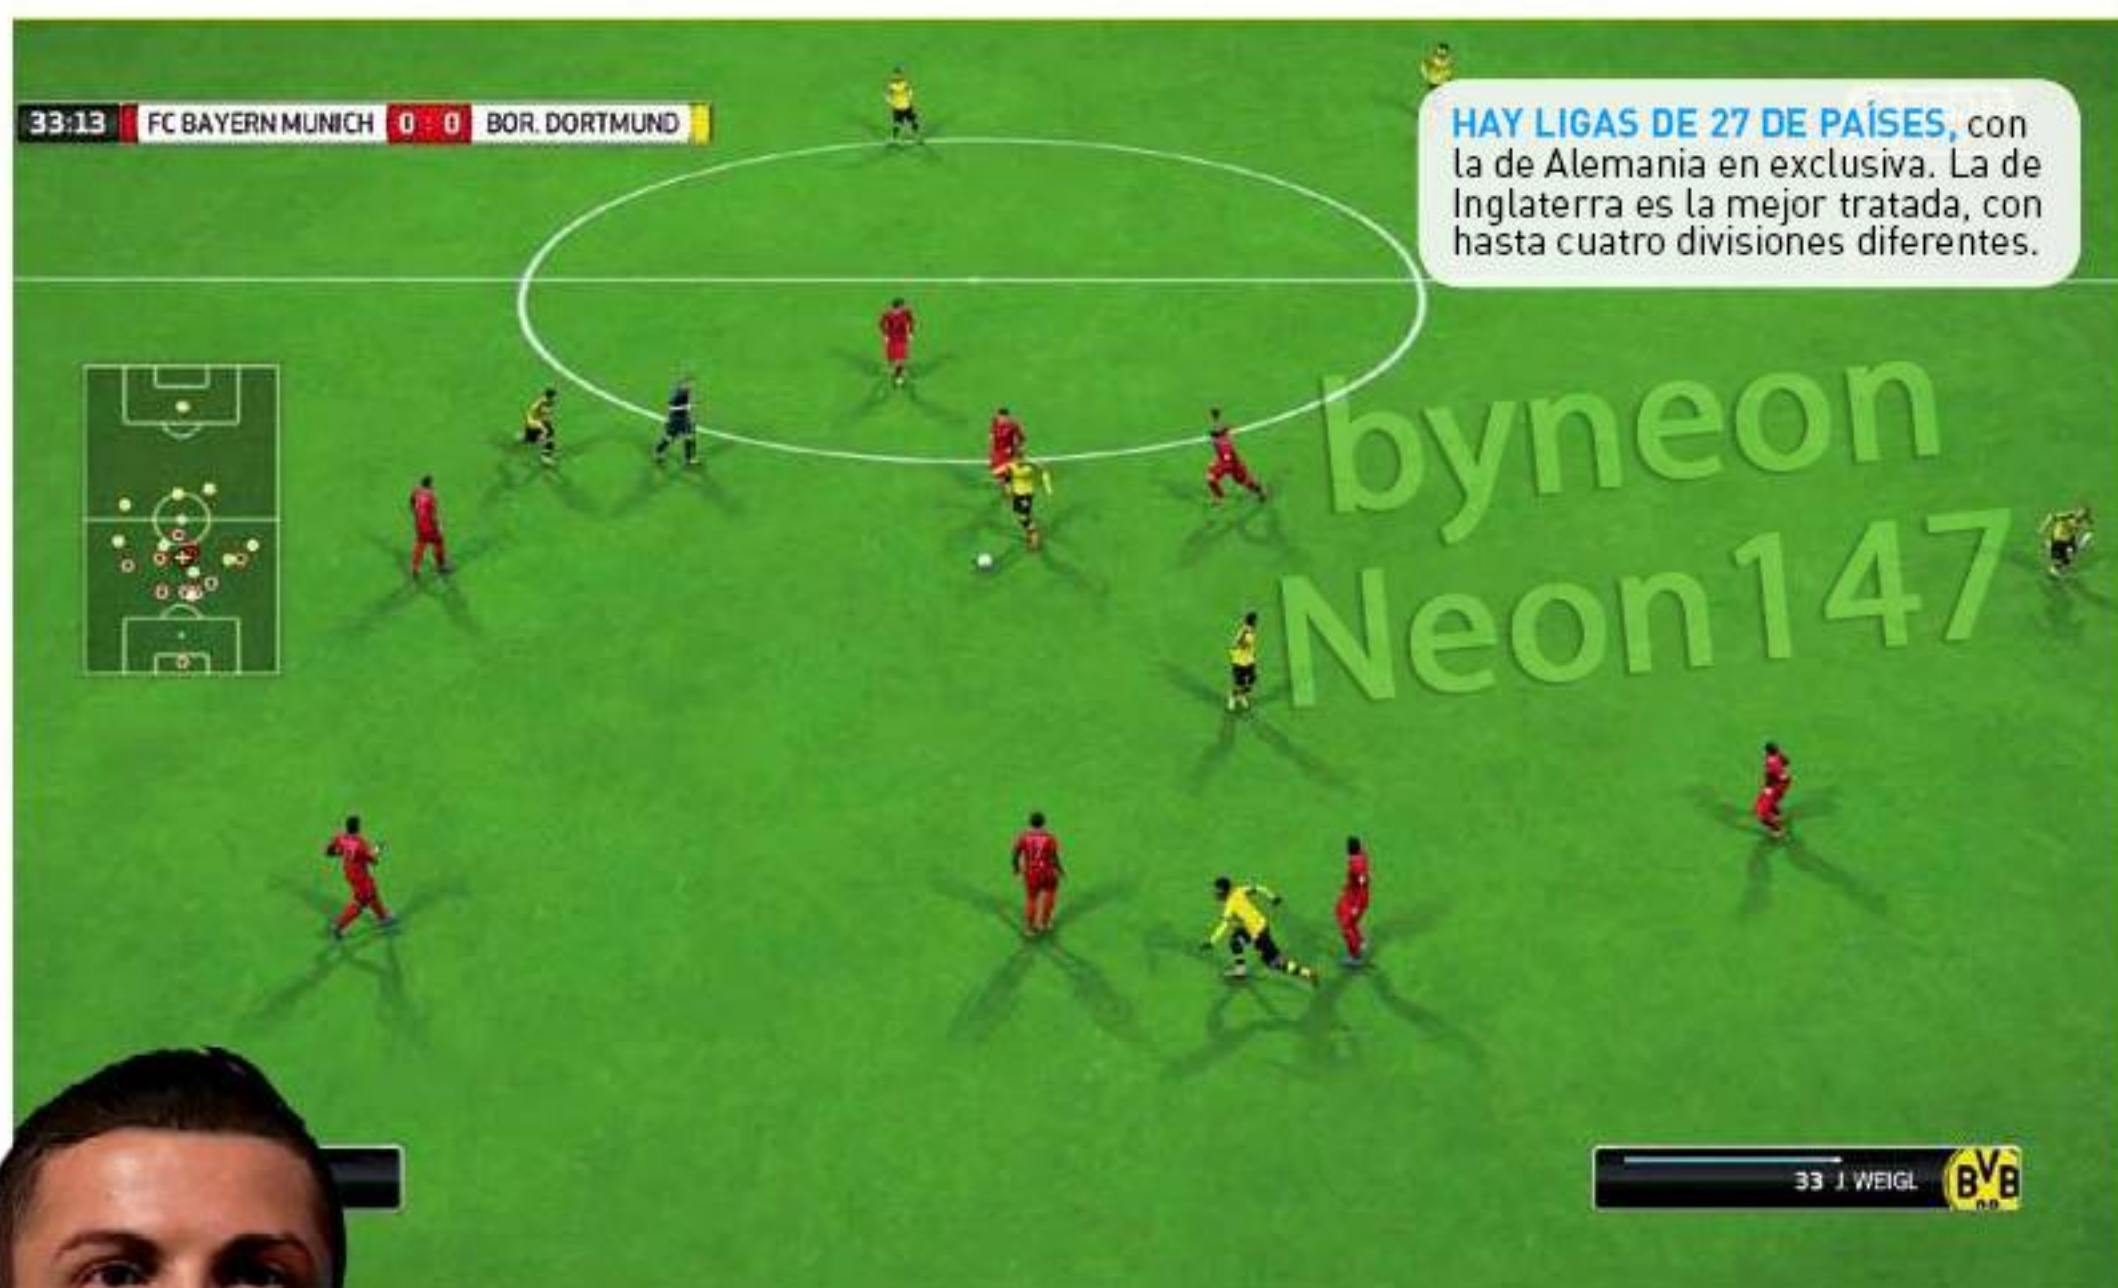 33:13 FC BAYERN MUNICH 0 : 0 BOR. DORTMUND
HAY LIGAS DE 27 DE PAÍSES, con
la de Alemania en exclusiva. La de
Inglaterra es la mejor tratada, con
hasta cuatro divisiones diferentes.
byneon
Neon147
33 J. WEIGL BVB
09